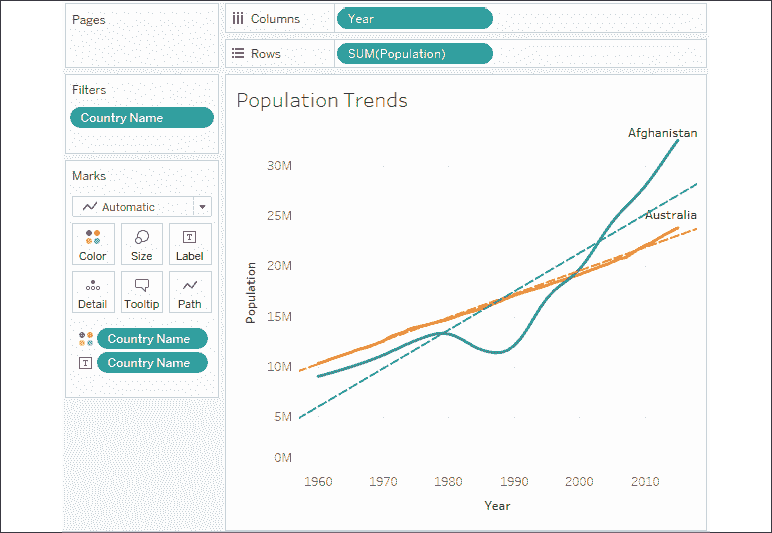 Pages
Columns
Year
Rows
SUM(Population)
Filters
Country Name
Marks
Automatic
Color
Size
Label
Detail
Tooltip
Path
Country Name
T Country Name
Population Trends
Afghanistan
Australia
30M
25M
20M
15M
10M
5M
0M
Population
1960 1970 1980 1990 2000 2010
Year